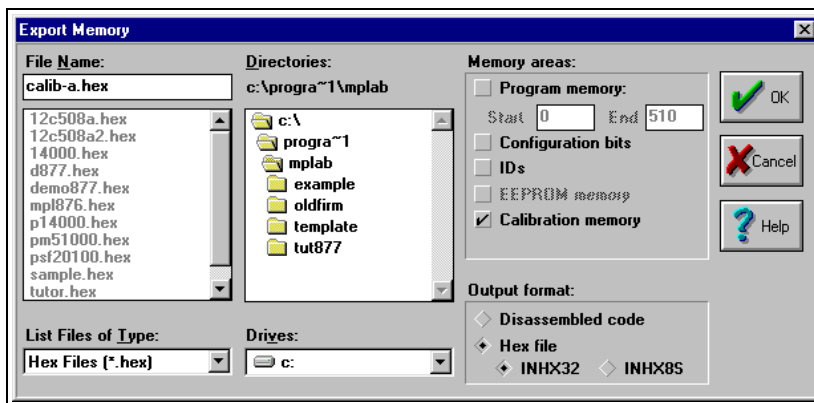 Export Memory
File Name:
calib-a.hex
12c508a.hex
12c508a2.hex
14000.hex
d877.hex
demo877.hex
mpl876.hex
p14000.hex
pm51000.hex
psf20100.hex
sample.hex
tutor.hex
List Files of Type:
Hex Files (*.hex)
Directories:
c:\progra~1\mplab
c:\
progra~1
mplab
example
oldfirm
template
tut877
Drives:
c:
Memory areas:
Program memory:
Start 0 End 510
Configuration bits
IDs
EEPROM memory
Calibration memory
Output format:
Disassembled code
Hex file
INHX32 INHX8S
OK
Cancel
Help